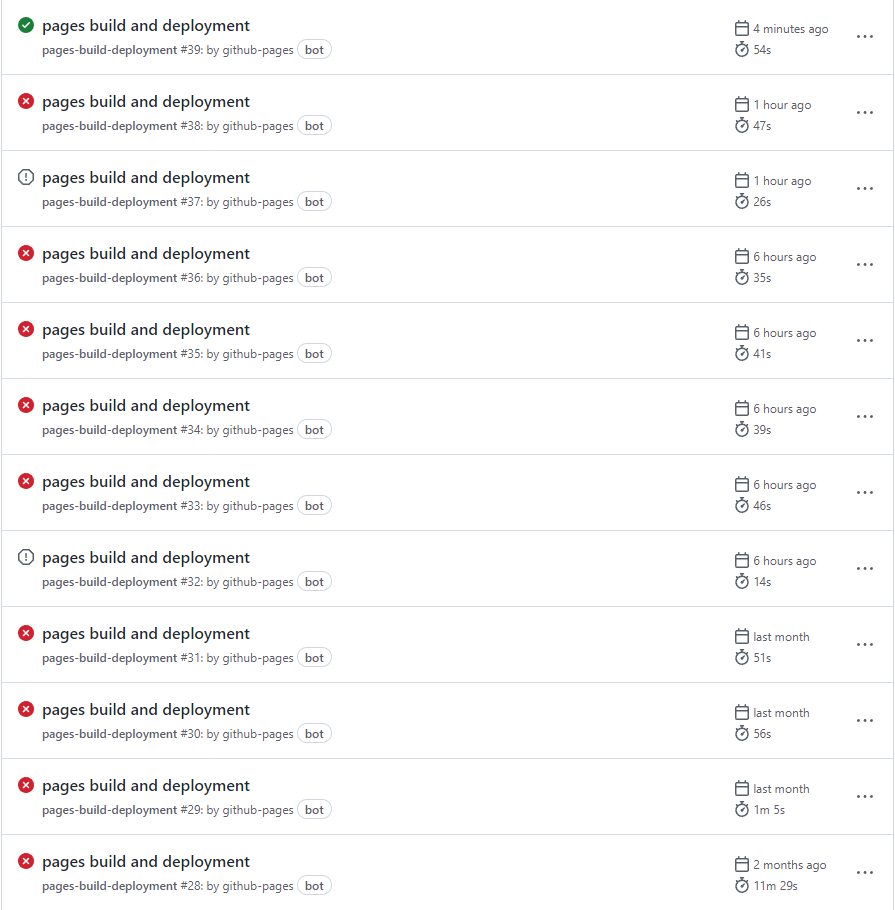 pages build and deployment
4 minutes ago
pages-build-deployment #39: by github-pages bot
54s
pages build and deployment
1 hour ago
pages-build-deployment #38: by github-pages bot
47s
pages build and deployment
1 hour ago
pages-build-deployment #37: by github-pages bot
26s
pages build and deployment
6 hours ago
pages-build-deployment #36: by github-pages bot
35s
pages build and deployment
6 hours ago
pages-build-deployment #35: by github-pages bot
41s
pages build and deployment
6 hours ago
pages-build-deployment #34: by github-pages bot
39s
pages build and deployment
6 hours ago
pages-build-deployment #33: by github-pages bot
46s
pages build and deployment
6 hours ago
pages-build-deployment #32: by github-pages bot
14s
pages build and deployment
last month
pages-build-deployment #31: by github-pages bot
51s
pages build and deployment
last month
pages-build-deployment #30: by github-pages bot
56s
pages build and deployment
last month
pages-build-deployment #29: by github-pages bot
1m 5s
pages build and deployment
2 months ago
pages-build-deployment #28: by github-pages bot
11m 29s